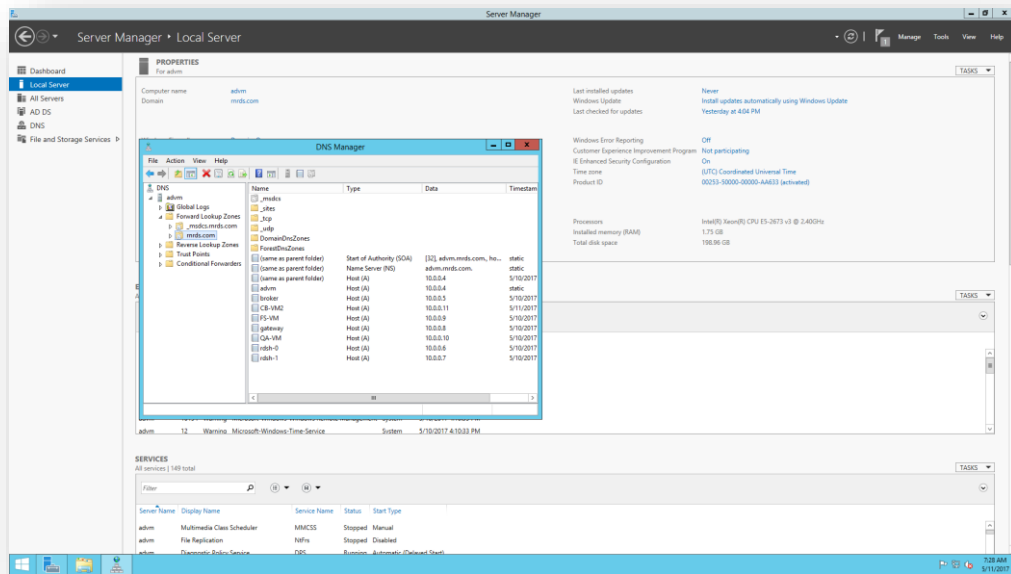 Server Manager
Server Manager • Local Server
1
Manage Tools View Help
Dashboard
Local Server
All Servers
AD DS
DNS
File and Storage Services
PROPERTIES
For advm
TASKS
Computer name advm
Domain mrds.com
Last installed updates Never
Windows Update Install updates automatically using Windows Update
Last checked for updates Yesterday at 4:04 PM
Windows Error Reporting Off
Customer Experience Improvement Program Not participating
IE Enhanced Security Configuration On
Time zone (UTC) Coordinated Universal Time
Product ID 00253-50000-00000-AA633 (activated)
Processors Intel(R) Xeon(R) CPU E5-2673 v3 @ 2.40GHz
Installed memory (RAM) 1.75 GB
Total disk space 198.96 GB
DNS Manager
File Action View Help
DNS
advm
Global Logs
Forward Lookup Zones
_msdcs.mrds.com
mrds.com
Reverse Lookup Zones
Trust Points
Conditional Forwarders
Name Type Data Timestam
_msdcs
_sites
_tcp
_udp
DomainDnsZones
ForestDnsZones
(same as parent folder) Start of Authority (SOA) [32], advm.mrds.com., ho... static
(same as parent folder) Name Server (NS) advm.mrds.com. static
(same as parent folder) Host (A) 10.0.0.4 5/10/2017
advm Host (A) 10.0.0.4 static
broker Host (A) 10.0.0.5 5/10/2017
CB-VM2 Host (A) 10.0.0.11 5/11/2017
FS-VM Host (A) 10.0.0.9 5/10/2017
gateway Host (A) 10.0.0.8 5/10/2017
QA-VM Host (A) 10.0.0.10 5/10/2017
rdsh-0 Host (A) 10.0.0.6 5/10/2017
rdsh-1 Host (A) 10.0.0.7 5/10/2017
TASKS
advm 12 Warning Microsoft-Windows-Time-Service System 5/10/2017 4:10:33 PM
SERVICES
All services | 149 total
TASKS
Filter
Server Name Display Name Service Name Status Start Type
advm Multimedia Class Scheduler MMCSS Stopped Manual
advm File Replication NtFrs Stopped Disabled
advm Diagnostic Policy Service DPS Running Automatic (Delayed Start)
7:28 AM
5/11/2017